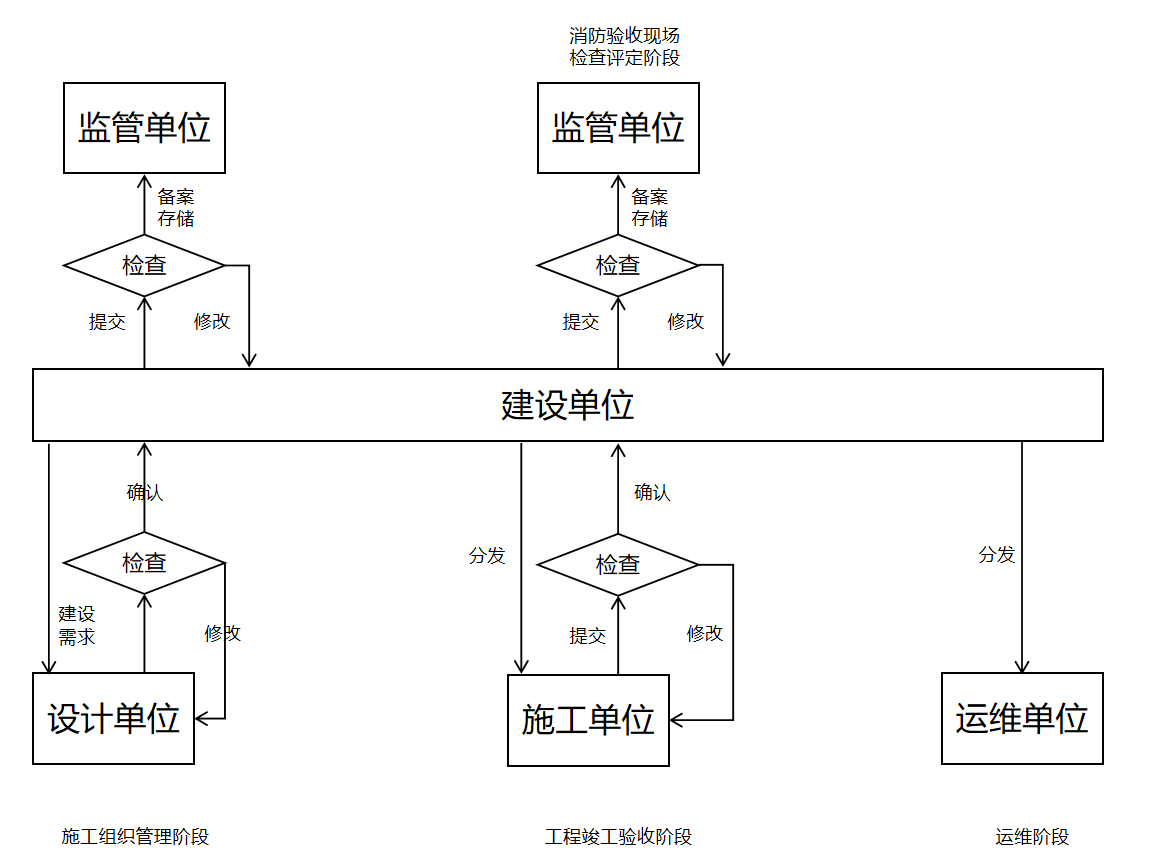 消防验收现场
检查评定阶段
监管单位
监管单位
备案
存储
备案
存储
检查
检查
提交
修改
提交
修改
建设单位
确认
确认
分发
分发
检查
检查
建设
需求
修改
提交
修改
设计单位
施工单位
运维单位
施工组织管理阶段
工程竣工验收阶段
运维阶段